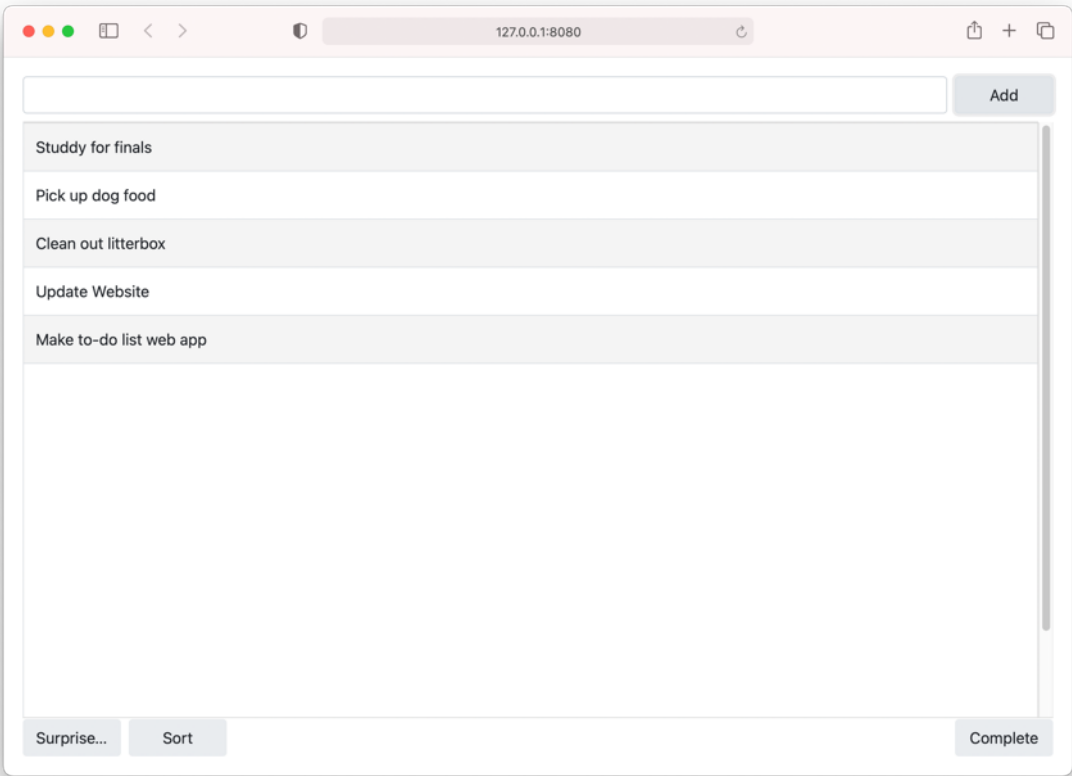 127.0.0.1:8080
Add
Studdy for finals
Pick up dog food
Clean out litterbox
Update Website
Make to-do list web app
Surprise... Sort Complete